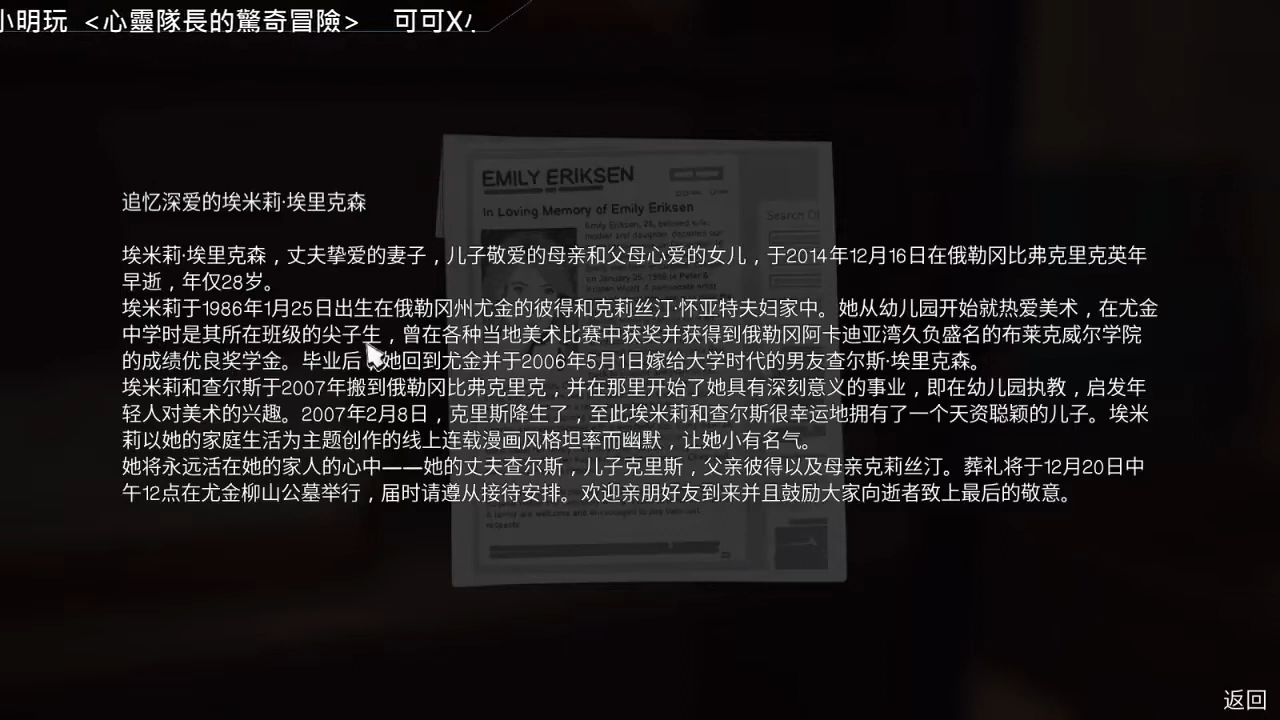 小明玩 <心靈隊長的驚奇冒險> 可可X小
EMILY ERIKSEN
In Loving Memory of Emily Eriksen
追忆深爱的埃米莉·埃里克森
埃米莉·埃里克森，丈夫挚爱的妻子，儿子敬爱的母亲和父母心爱的女儿，于2014年12月16日在俄勒冈比弗克里克英年
早逝，年仅28岁。
埃米莉于1986年1月25日出生在俄勒冈州尤金的彼得和克莉丝汀·怀亚特夫妇家中。她从幼儿园开始就热爱美术，在尤金
中学时是其所在班级的尖子生，曾在各种当地美术比赛中获奖并获得到俄勒冈阿卡迪亚湾久负盛名的布莱克威尔学院
的成绩优良奖学金。毕业后，她回到尤金并于2006年5月1日嫁给大学时代的男友查尔斯·埃里克森。
埃米莉和查尔斯于2007年搬到俄勒冈比弗克里克，并在那里开始了她具有深刻意义的事业，即在幼儿园执教，启发年
轻人对美术的兴趣。2007年2月8日，克里斯降生了，至此埃米莉和查尔斯很幸运地拥有了一个天资聪颖的儿子。埃米
莉以她的家庭生活为主题创作的线上连载漫画风格坦率而幽默，让她小有名气。
她将永远活在她的家人的心中——她的丈夫查尔斯，儿子克里斯，父亲彼得以及母亲克莉丝汀。葬礼将于12月20日中
午12点在尤金柳山公墓举行，届时请遵从接待安排。欢迎亲朋好友到来并且鼓励大家向逝者致上最后的敬意。
返回